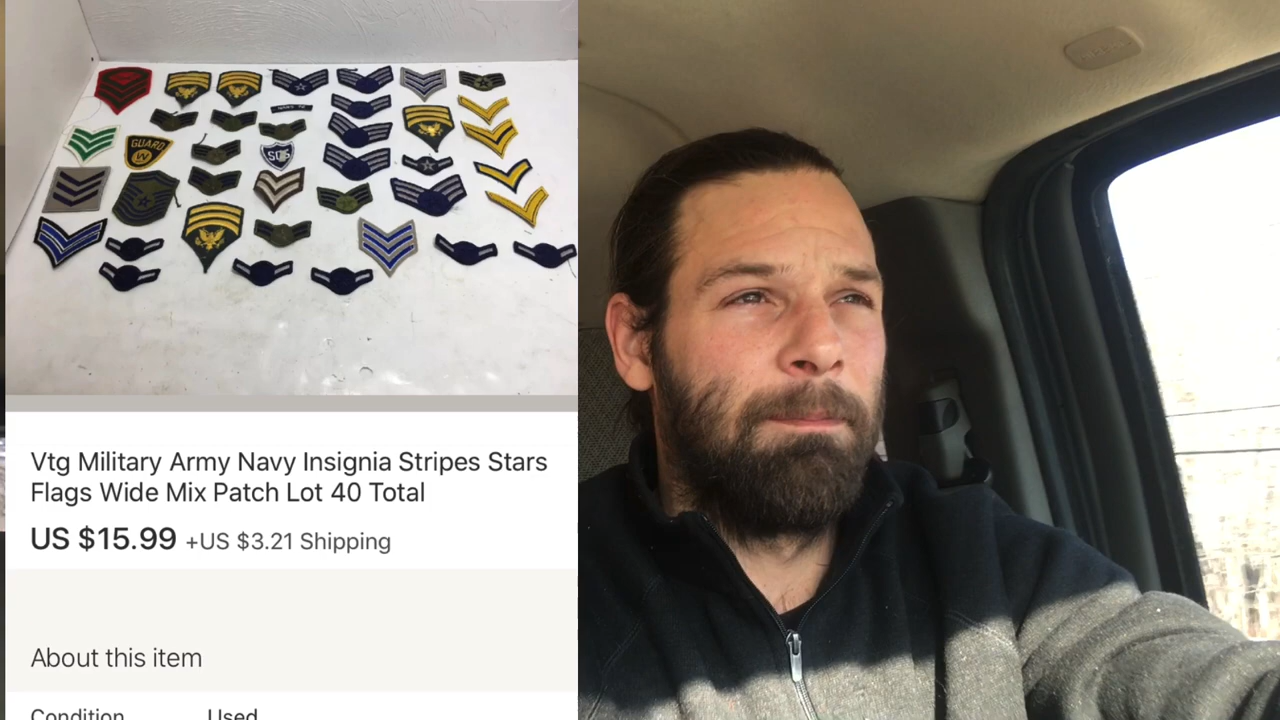 GUARD
SCS
Vtg Military Army Navy Insignia Stripes Stars
Flags Wide Mix Patch Lot 40 Total
US $15.99 +US $3.21 Shipping
About this item
Condition Used